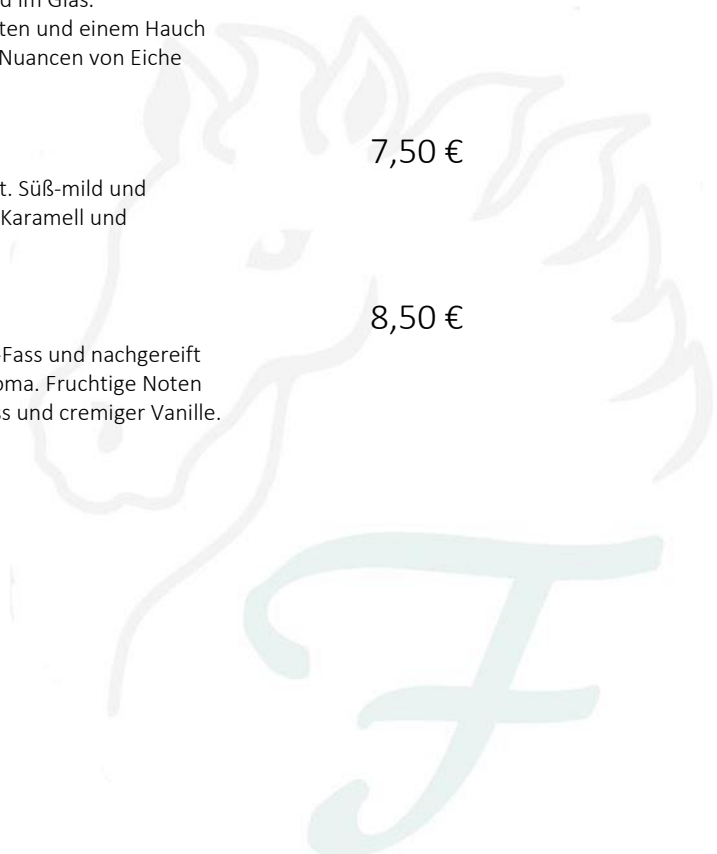 im Glas.
ten und einem Hauch
Nuancen von Eiche
7,50 €
t. Süß-mild und
Karamell und
8,50 €
-Fass und nachgereift
oma. Fruchtige Noten
ss und cremiger Vanille.
F